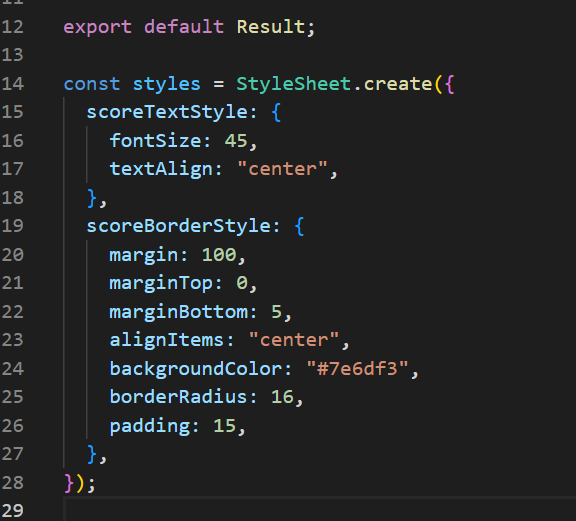 12 export default Result;
13
14 const styles = StyleSheet.create({
15 scoreTextStyle: {
16 fontSize: 45,
17 textAlign: "center",
18 },
19 scoreBorderStyle: {
20 margin: 100,
21 marginTop: 0,
22 marginBottom: 5,
23 alignItems: "center",
24 backgroundColor: "#7e6df3",
25 borderRadius: 16,
26 padding: 15,
27 },
28 });
29